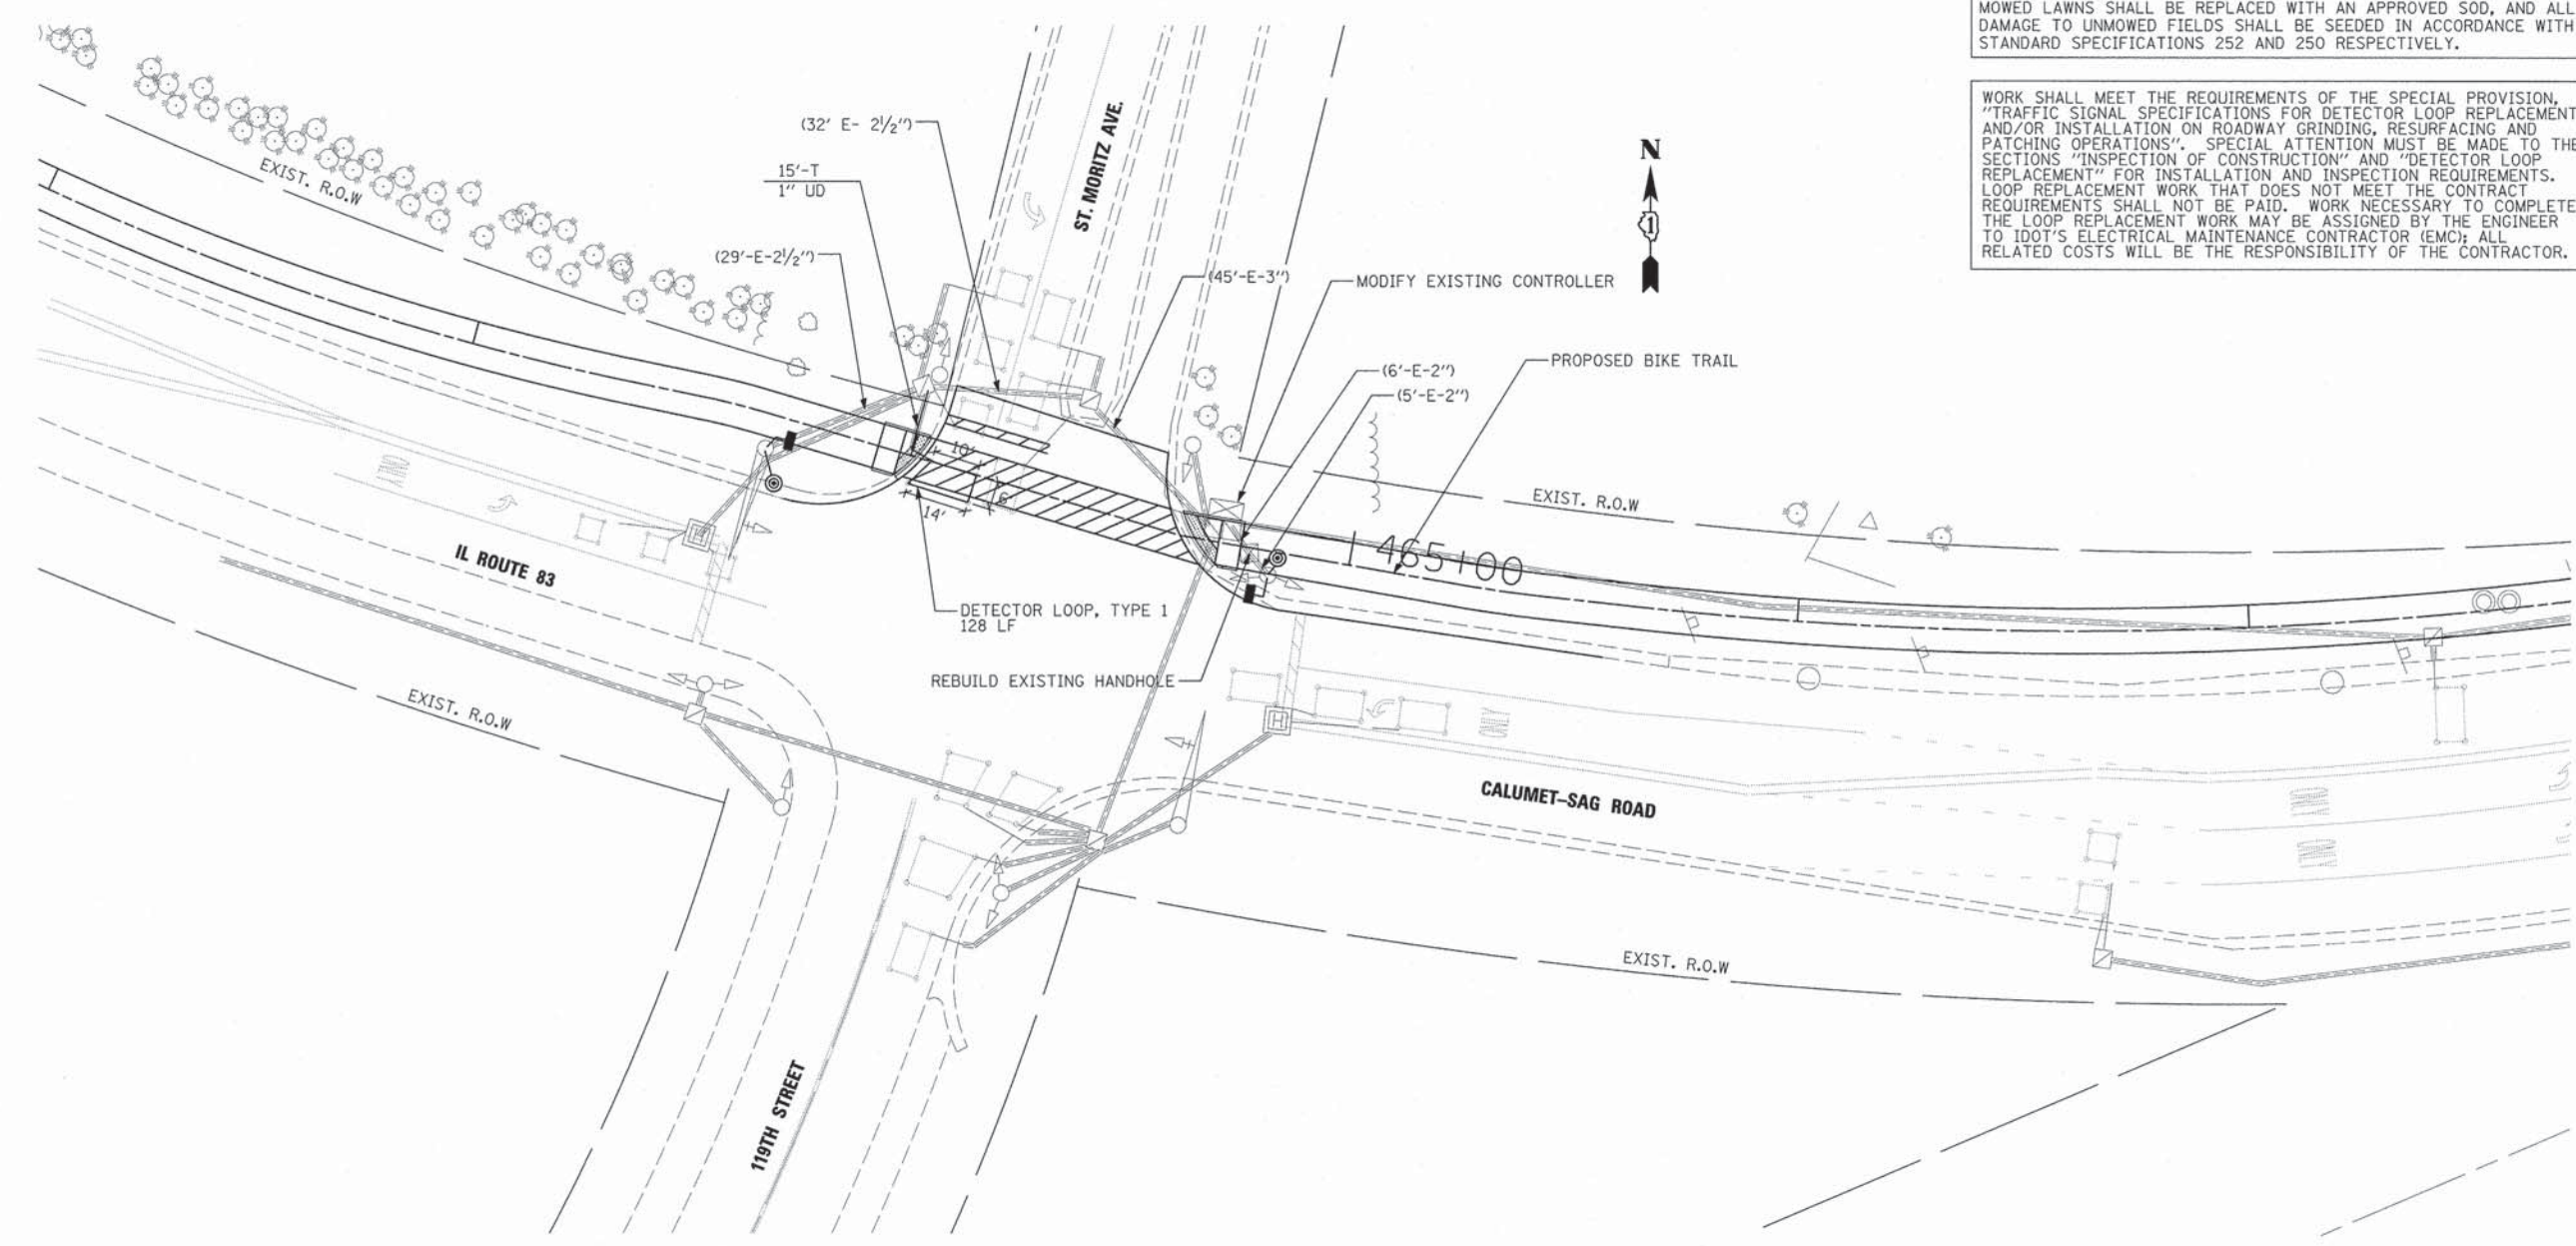 MOWED LAWNS SHALL BE REPLACED WITH AN APPROVED SOD, AND ALL
DAMAGE TO UNMOWED FIELDS SHALL BE SEEDED IN ACCORDANCE WITH
STANDARD SPECIFICATIONS 252 AND 250 RESPECTIVELY.
WORK SHALL MEET THE REQUIREMENTS OF THE SPECIAL PROVISION,
"TRAFFIC SIGNAL SPECIFICATIONS FOR DETECTOR LOOP REPLACEMENT
AND/OR INSTALLATION ON ROADWAY GRINDING, RESURFACING AND
PATCHING OPERATIONS". SPECIAL ATTENTION MUST BE MADE TO THE
SECTIONS "INSPECTION OF CONSTRUCTION" AND "DETECTOR LOOP
REPLACEMENT" FOR INSTALLATION AND INSPECTION REQUIREMENTS.
LOOP REPLACEMENT WORK THAT DOES NOT MEET THE CONTRACT
REQUIREMENTS SHALL NOT BE PAID. WORK NECESSARY TO COMPLETE
THE LOOP REPLACEMENT WORK MAY BE ASSIGNED BY THE ENGINEER
TO IDOT'S ELECTRICAL MAINTENANCE CONTRACTOR (EMC); ALL
RELATED COSTS WILL BE THE RESPONSIBILITY OF THE CONTRACTOR.
(32' E- 2½")
ST. MORITZ AVE.
N
1
EXIST. R.O.W
15'-T
1" UD
(29'-E-2½")
(45'-E-3")
MODIFY EXISTING CONTROLLER
(6'-E-2")
PROPOSED BIKE TRAIL
(5'-E-2")
10'
6'
14'
ONLY
EXIST. R.O.W
465+00
IL ROUTE 83
DETECTOR LOOP, TYPE 1
128 LF
REBUILD EXISTING HANDHOLE
EXIST. R.O.W
H
H
ONLY
CALUMET-SAG ROAD
ONLY
ONLY
EXIST. R.O.W
119TH STREET